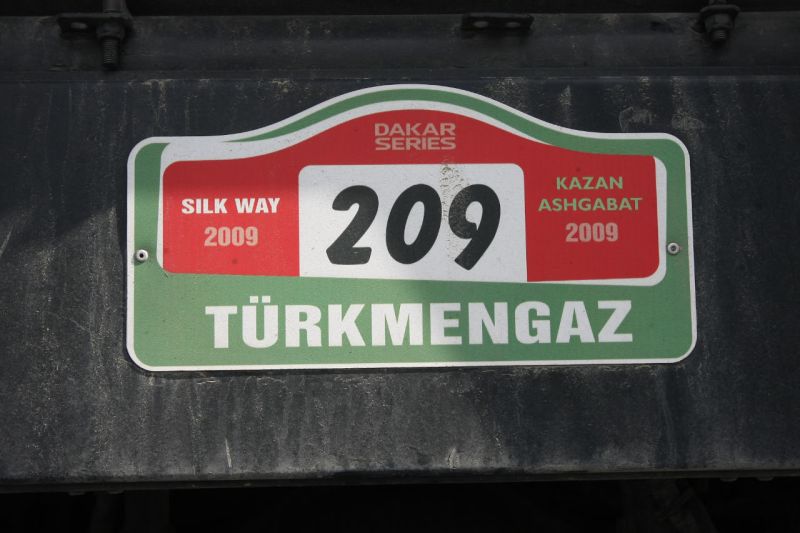 DAKAR
SERIES
SILK WAY
2009
209
KAZAN
ASHGABAT
2009
TÜRKMENGAZ